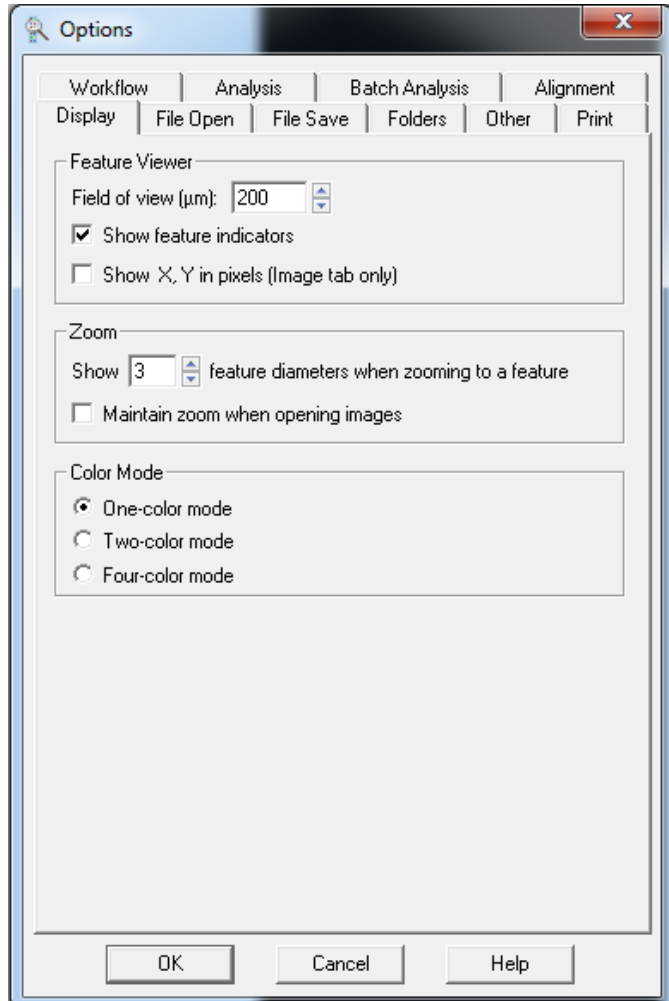 Options
Workflow Analysis Batch Analysis Alignment
Display File Open File Save Folders Other Print
Feature Viewer
Field of view (µm): 200
Show feature indicators
Show X, Y in pixels (Image tab only)
Zoom
Show 3 feature diameters when zooming to a feature
Maintain zoom when opening images
Color Mode
One-color mode
Two-color mode
Four-color mode
OK Cancel Help